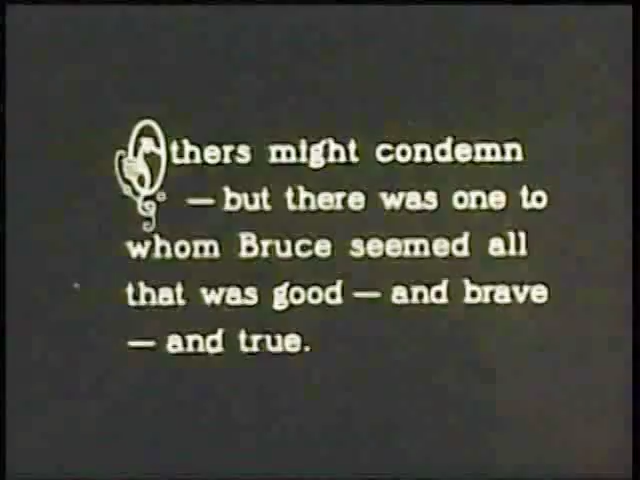 Others might condemn
— but there was one to
whom Bruce seemed all
that was good — and brave
— and true.